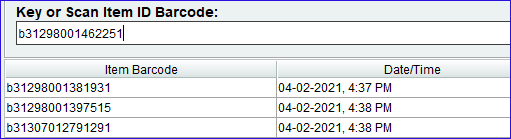 Key or Scan Item ID Barcode:
b31298001462251
Item Barcode Date/Time
b31298001381931 04-02-2021, 4:37 PM
b31298001397515 04-02-2021, 4:38 PM
b31307012791291 04-02-2021, 4:38 PM